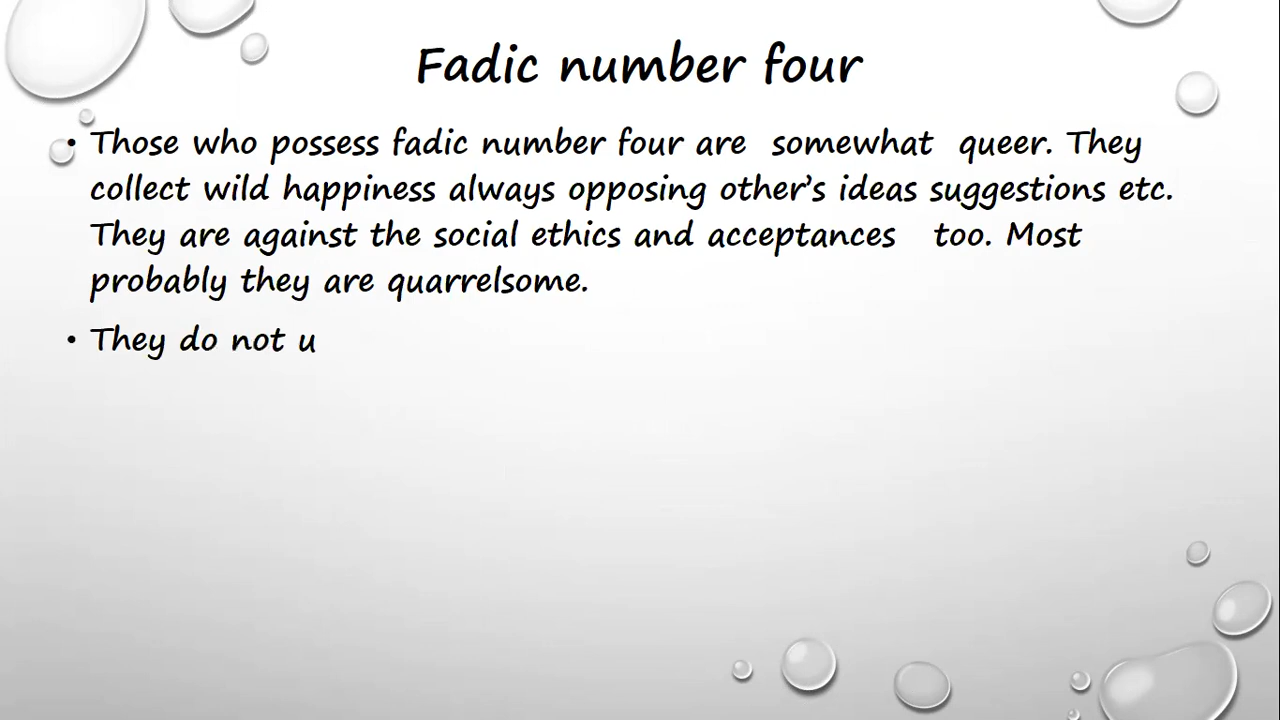 Fadic number four
• Those who possess fadic number four are somewhat queer. They
collect wild happiness always opposing other's ideas suggestions etc.
They are against the social ethics and acceptances too. Most
probably they are quarrelsome.
• They do not u